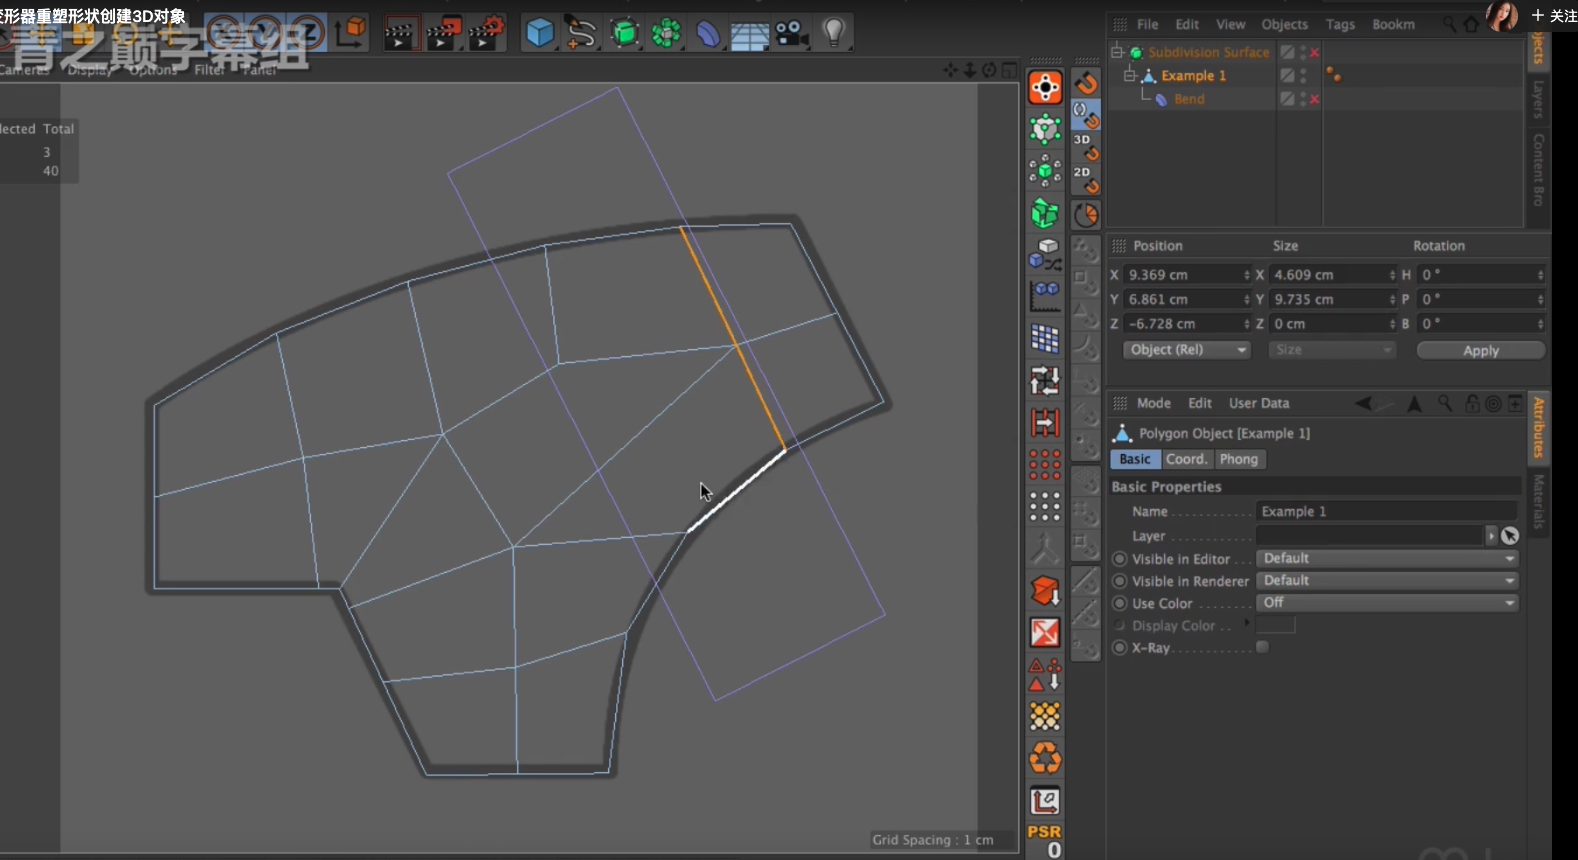 变形器重塑形状创建3D对象
青之巅字幕组
Cameras Display Options Filter Panel
Total
3
40
Grid Spacing : 1 cm
3D
2D
PSR
0
File Edit View Objects Tags Bookm
+ 关注
Subdivision Surface
Example 1
Bend
Layers
Content Bro
Position Size Rotation
X 9.369 cm X 4.609 cm H 0 °
Y 6.861 cm Y 9.735 cm P 0 °
Z -6.728 cm Z 0 cm B 0 °
Object (Rel) Size Apply
Mode Edit User Data
Attributes
Materials
Polygon Object [Example 1]
Basic Coord. Phong
Basic Properties
Name Example 1
Layer
Visible in Editor Default
Visible in Renderer Default
Use Color Off
Display Color
X-Ray